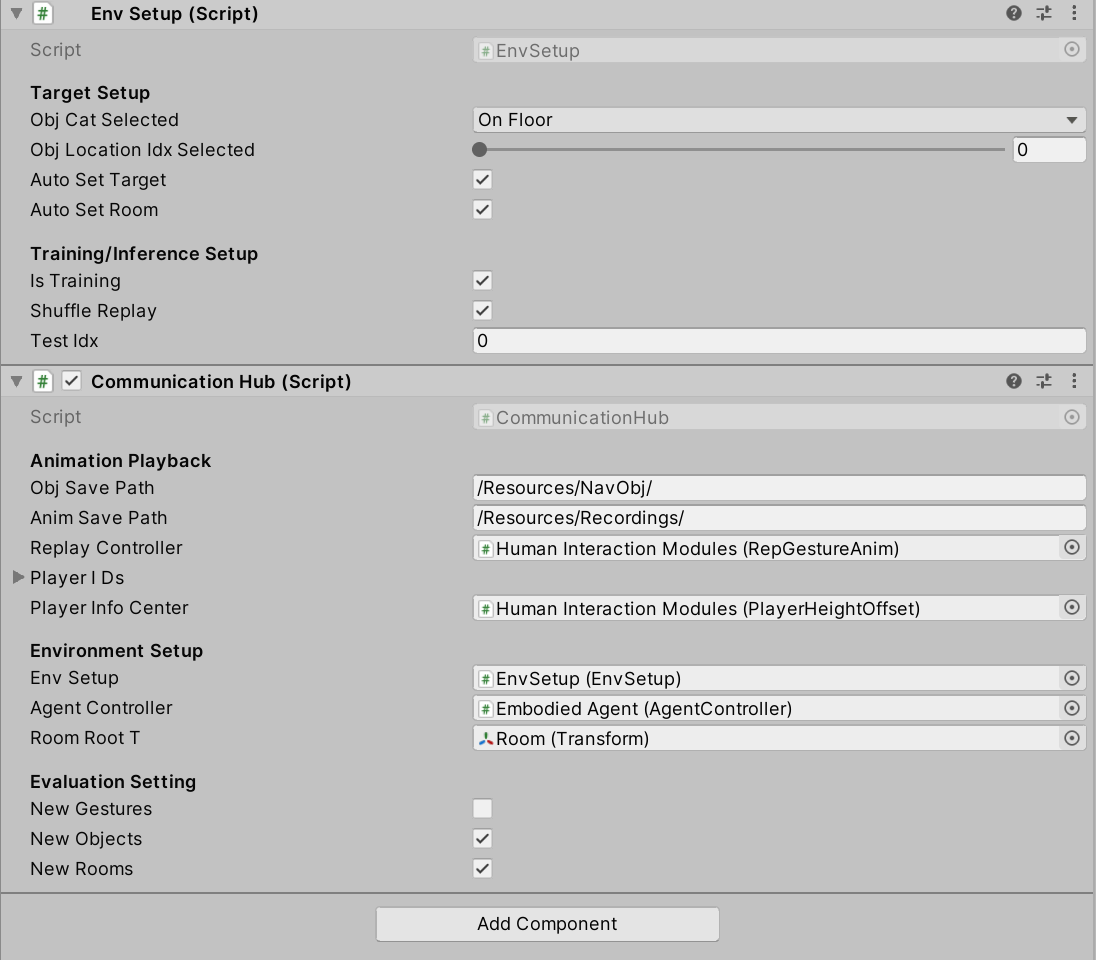 # Env Setup (Script)
Script # EnvSetup
Target Setup
Obj Cat Selected On Floor
Obj Location Idx Selected 0
Auto Set Target
Auto Set Room
Training/Inference Setup
Is Training
Shuffle Replay
Test Idx 0
# Communication Hub (Script)
Script # CommunicationHub
Animation Playback
Obj Save Path /Resources/NavObj/
Anim Save Path /Resources/Recordings/
Replay Controller # Human Interaction Modules (RepGestureAnim)
Player I Ds
Player Info Center # Human Interaction Modules (PlayerHeightOffset)
Environment Setup
Env Setup # EnvSetup (EnvSetup)
Agent Controller # Embodied Agent (AgentController)
Room Root T Room (Transform)
Evaluation Setting
New Gestures
New Objects
New Rooms
Add Component